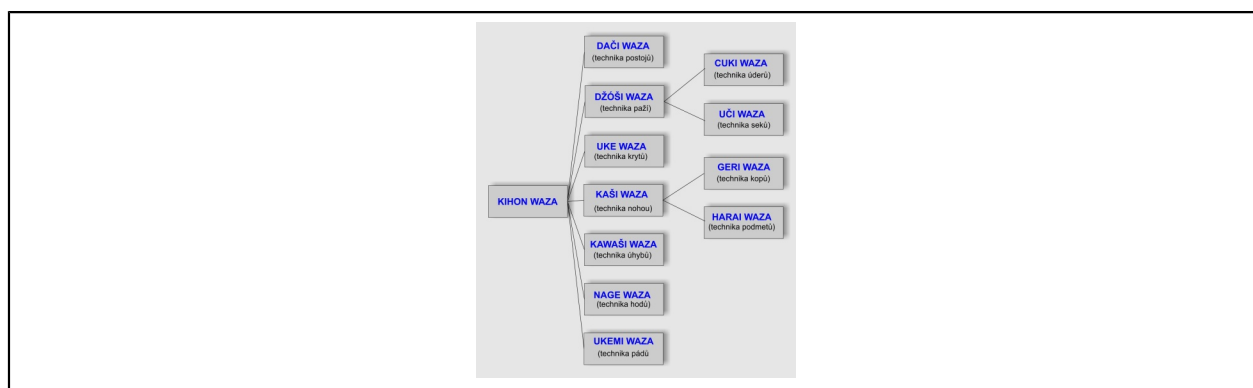 DAČI WAZA
(technika postojů)
CUKI WAZA
(technika úderů)
DŽÓŠI WAZA
(technika paží)
UČI WAZA
(technika seků)
UKE WAZA
(technika krytů)
GERI WAZA
(technika kopů)
KIHON WAZA
KAŠI WAZA
(technika nohou)
HARAI WAZA
(technika podmetů)
KAWAŠI WAZA
(technika úhybů)
NAGE WAZA
(technika hodů)
UKEMI WAZA
(technika pádů